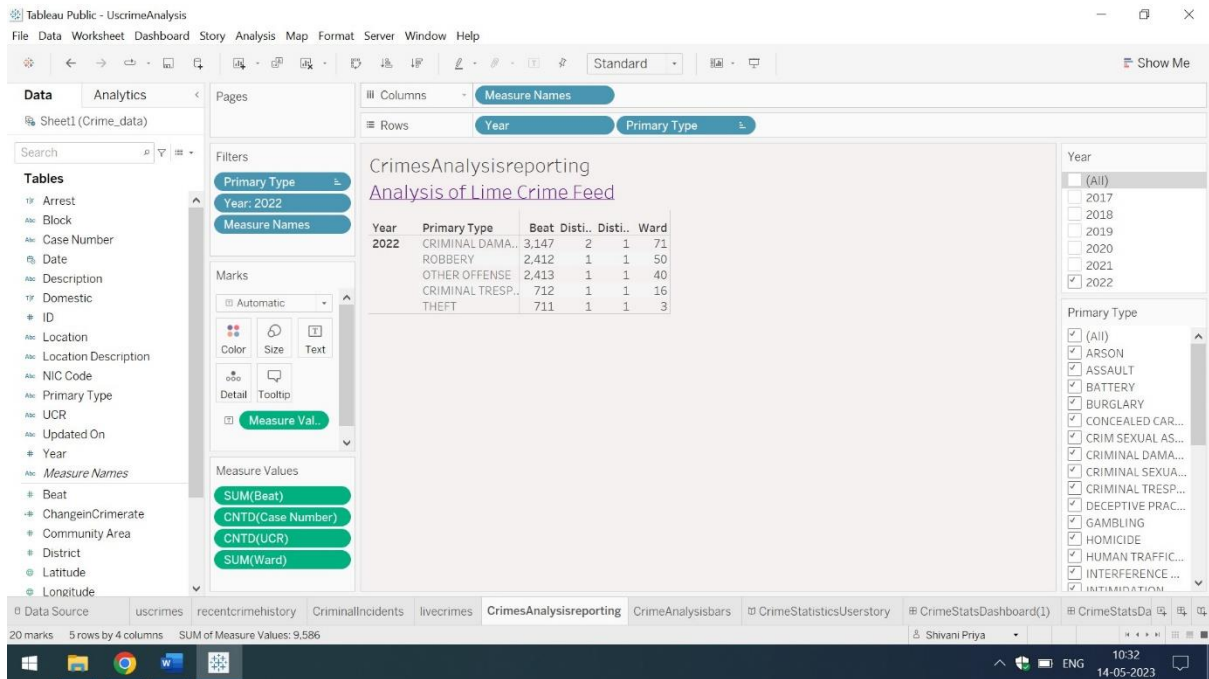 Tableau Public - UscrimeAnalysis
File Data Worksheet Dashboard Story Analysis Map Format Server Window Help
Standard
Show Me
Data Analytics
Sheet1 (Crime_data)
Search
Tables
Arrest
Block
Case Number
Date
Description
Domestic
ID
Location
Location Description
NIC Code
Primary Type
UCR
Updated On
Year
Measure Names
Beat
ChangeinCrimerate
Community Area
District
Latitude
Longitude
Pages
Filters
Primary Type
Year: 2022
Measure Names
Marks
Automatic
Color Size Text
Detail Tooltip
Measure Val..
Measure Values
SUM(Beat)
CNTD(Case Number)
CNTD(UCR)
SUM(Ward)
Columns Measure Names
Rows Year Primary Type
CrimesAnalysisreporting
Analysis of Lime Crime Feed
Year Primary Type Beat Disti.. Disti.. Ward
2022 CRIMINAL DAMA.. 3,147 2 1 71
ROBBERY 2,412 1 1 50
OTHER OFFENSE 2,413 1 1 40
CRIMINAL TRESP.. 712 1 1 16
THEFT 711 1 1 3
Year
(All)
2017
2018
2019
2020
2021
2022
Primary Type
(All)
ARSON
ASSAULT
BATTERY
BURGLARY
CONCEALED CAR...
CRIM SEXUAL AS...
CRIMINAL DAMA...
CRIMINAL SEXUA...
CRIMINAL TRESP...
DECEPTIVE PRAC...
GAMBLING
HOMICIDE
HUMAN TRAFFIC...
INTERFERENCE ...
INTIMIDATION
Data Source uscrimes recentcrimehistory CriminalIncidents livecrimes CrimesAnalysisreporting CrimeAnalysisbars CrimeStatisticsUserstory CrimeStatsDashboard(1) CrimeStatsDa
20 marks 5 rows by 4 columns SUM of Measure Values: 9,586 Shivani Priya
ENG 10:32
14-05-2023